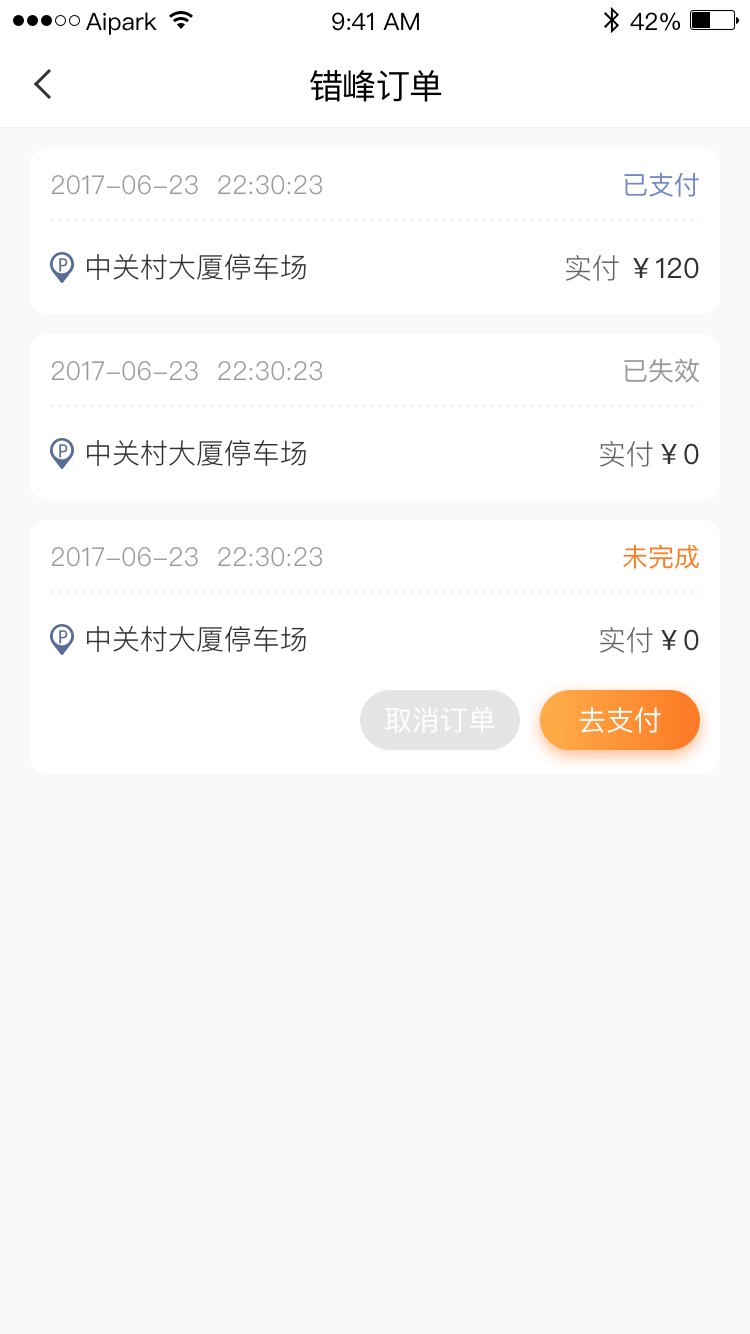 Aipark 9:41 AM 42%
错峰订单
2017-06-23 22:30:23 已支付
P 中关村大厦停车场 实付 ¥120
2017-06-23 22:30:23 已失效
P 中关村大厦停车场 实付 ¥0
2017-06-23 22:30:23 未完成
P 中关村大厦停车场 实付 ¥0
取消订单 去支付